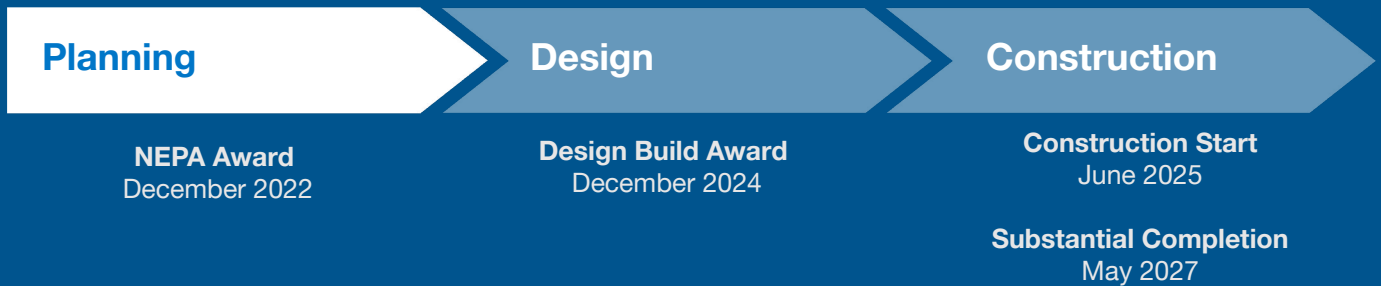 Planning
Design
Construction
NEPA Award
December 2022
Design Build Award
December 2024
Construction Start
June 2025
Substantial Completion
May 2027